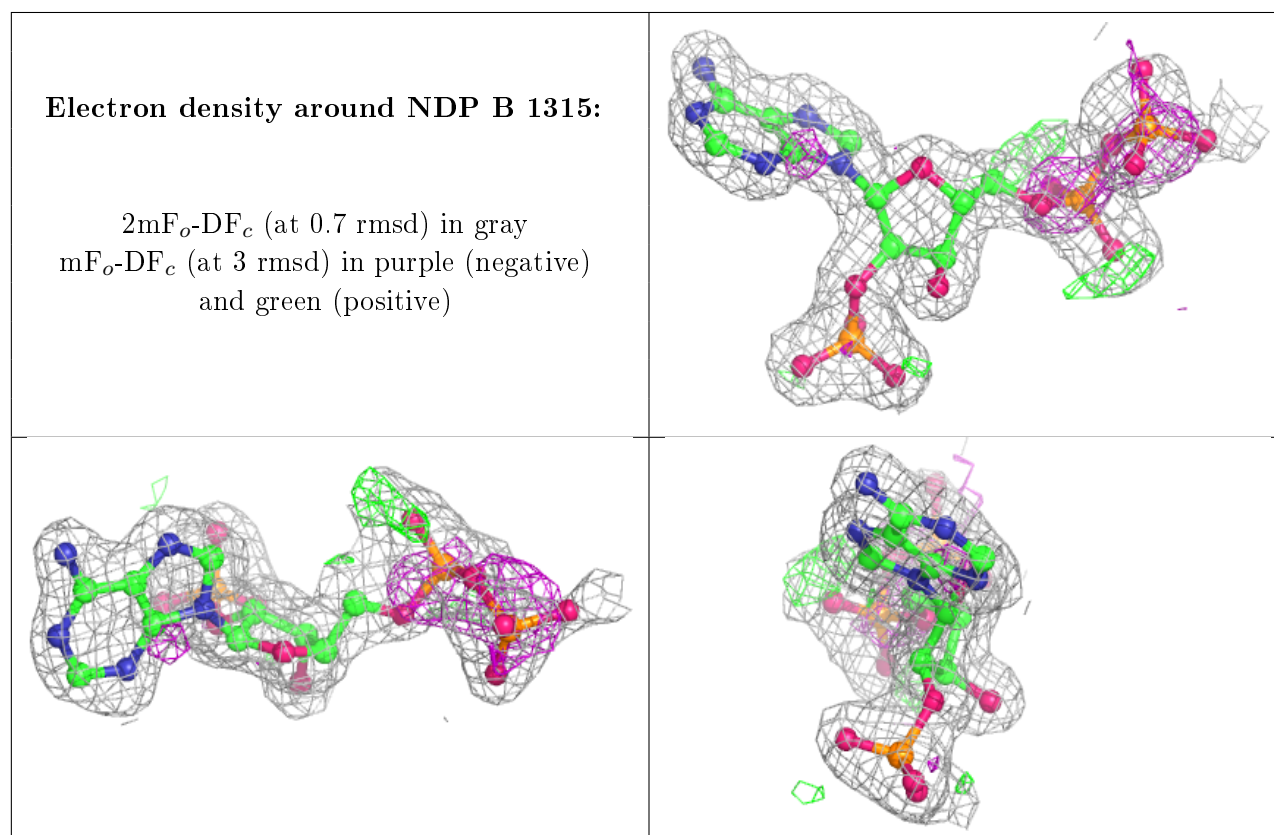 Electron density around NDP B 1315:
2mFo-DFc (at 0.7 rmsd) in gray
mFo-DFc (at 3 rmsd) in purple (negative)
and green (positive)